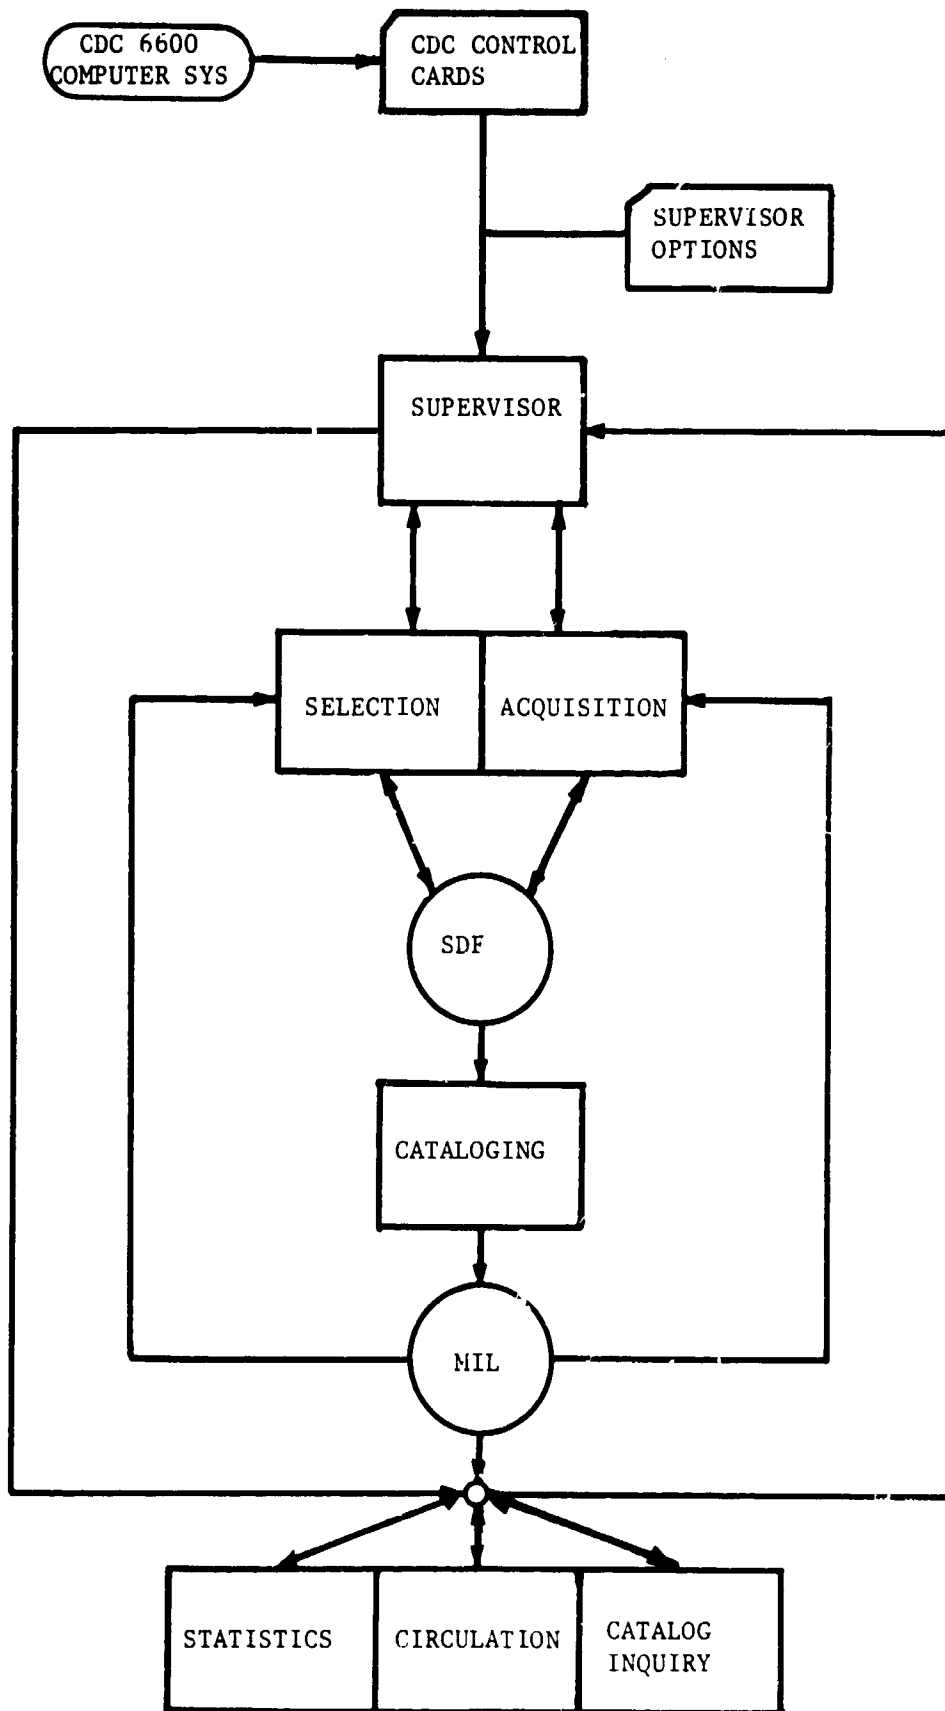 CDC 6600
COMPUTER SYS
CDC CONTROL
CARDS
SUPERVISOR
OPTIONS
SUPERVISOR
SELECTION
ACQUISITION
SDF
CATALOGING
MIL
STATISTICS
CIRCULATION
CATALOG
INQUIRY